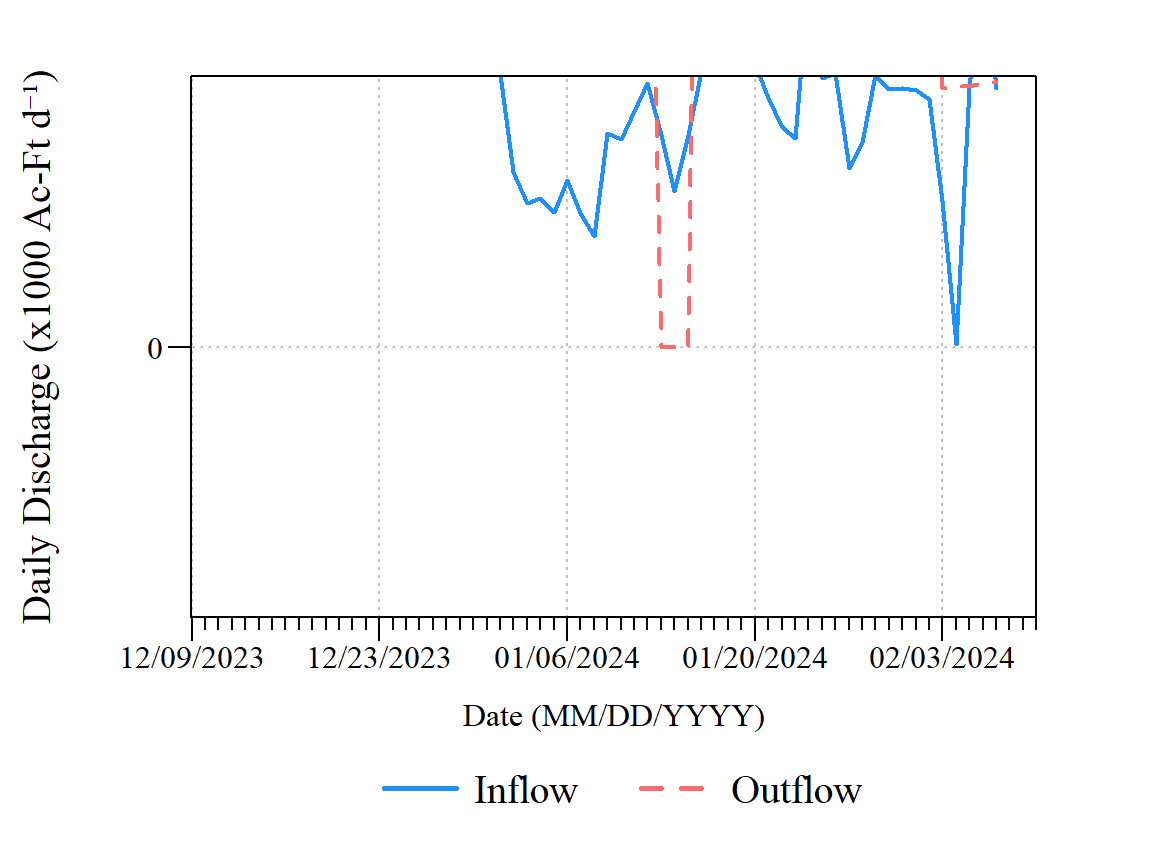 Daily Discharge (x1000 Ac-Ft d⁻¹)
0
12/09/2023 12/23/2023 01/06/2024 01/20/2024 02/03/2024
Date (MM/DD/YYYY)
Inflow Outflow